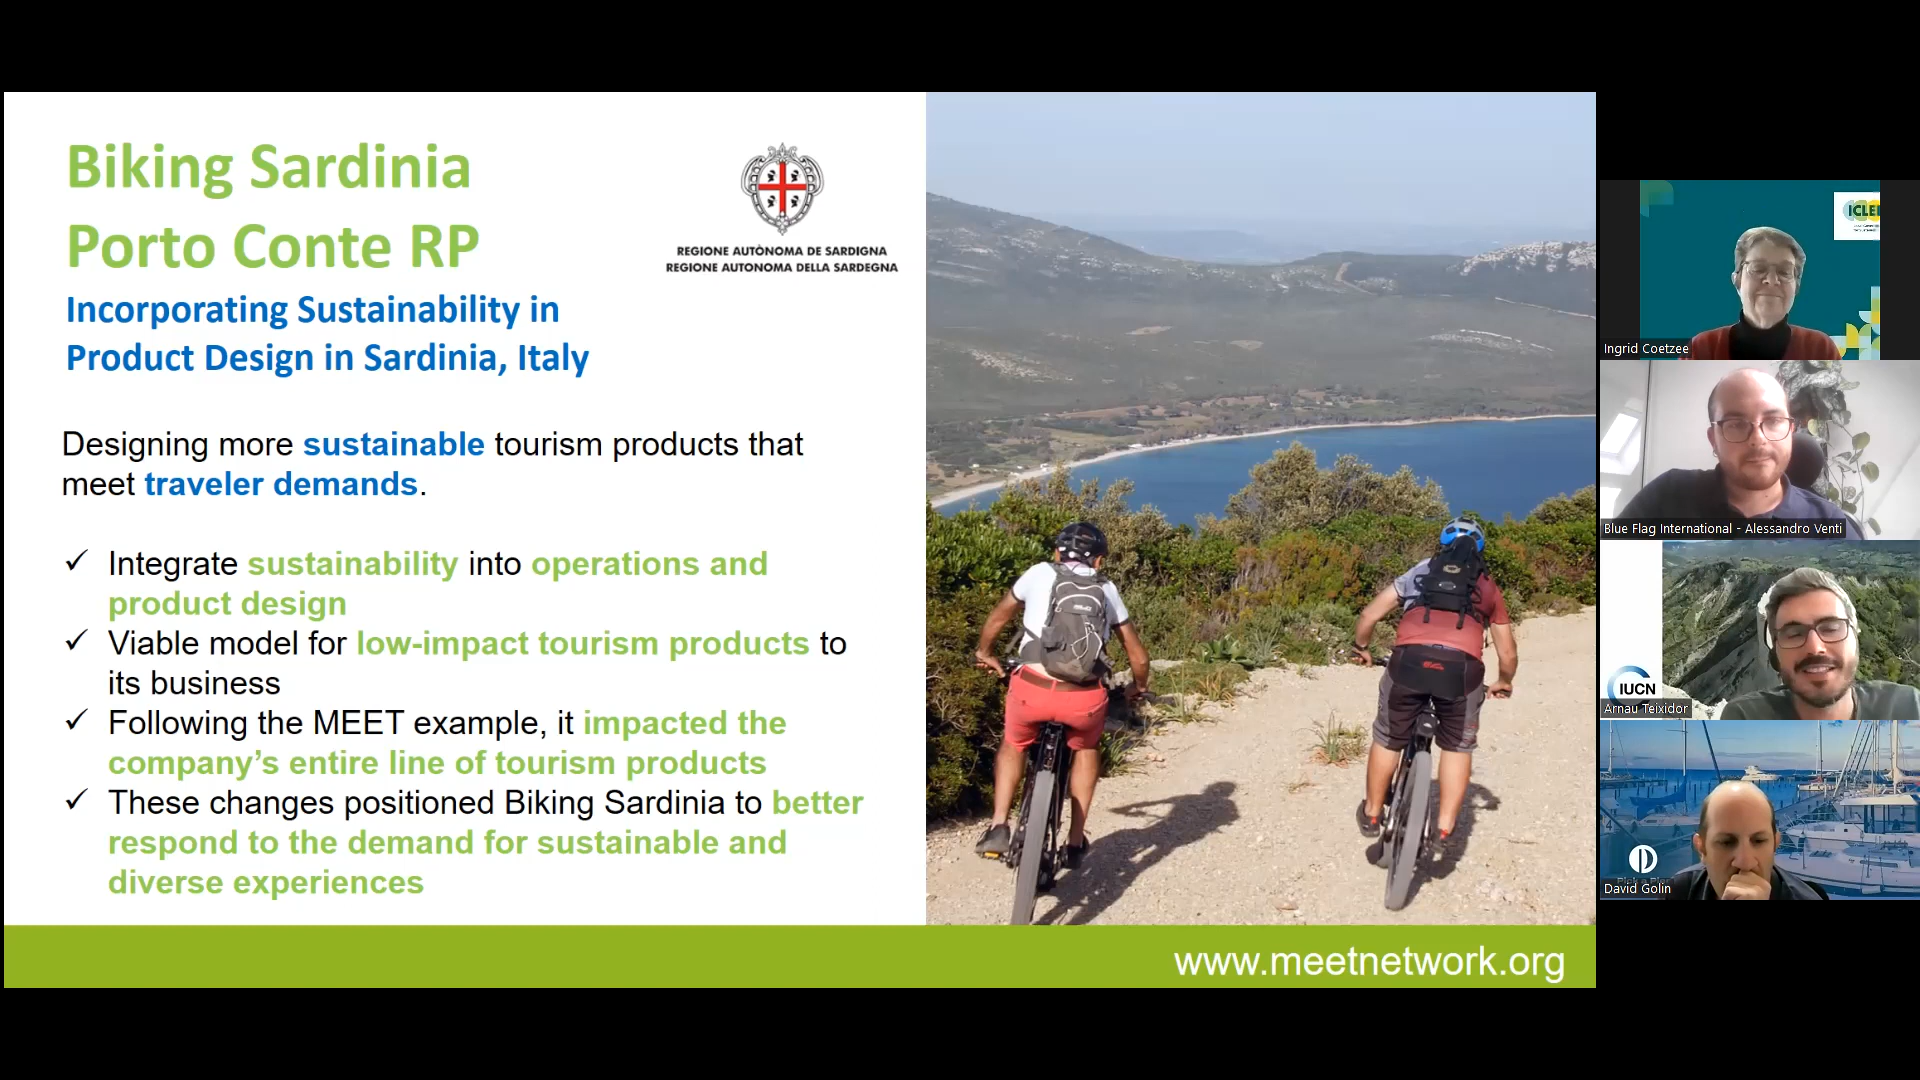 Biking Sardinia
Porto Conte RP
REGIONE AUTÒNOMA DE SARDIGNA
REGIONE AUTONOMA DELLA SARDEGNA
Incorporating Sustainability in
Product Design in Sardinia, Italy
Designing more sustainable tourism products that
meet traveler demands.
✓ Integrate sustainability into operations and
product design
✓ Viable model for low-impact tourism products to
its business
✓ Following the MEET example, it impacted the
company’s entire line of tourism products
✓ These changes positioned Biking Sardinia to better
respond to the demand for sustainable and
diverse experiences
www.meetnetwork.org
Ingrid Coetzee
Blue Flag International - Alessandro Venti
IUCN
Arnau Teixidor
David Golin